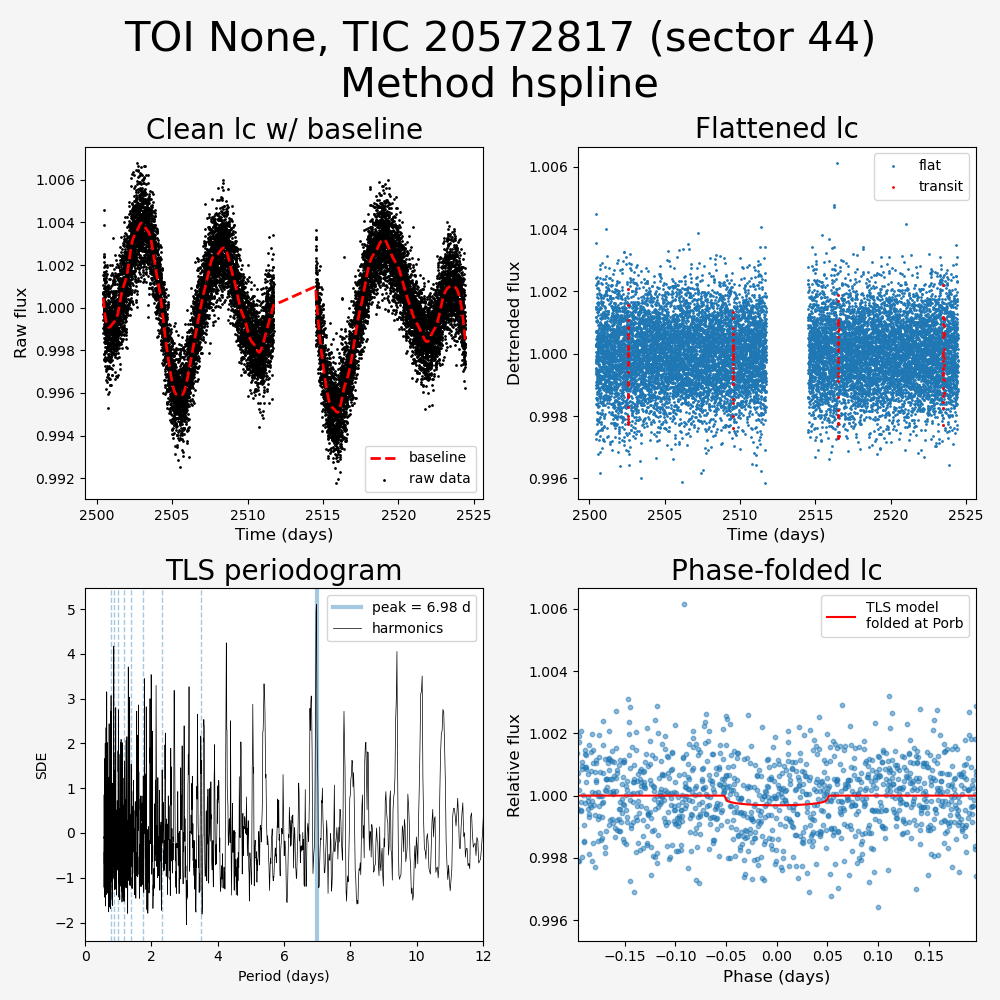 TOI None, TIC 20572817 (sector 44)
Method hspline
Clean lc w/ baseline
Raw flux
1.006
1.004
1.002
1.000
0.998
0.996
0.994
0.992
baseline
raw data
2500
2505
2510
2515
2520
2525
Time (days)
Flattened lc
Detrended flux
1.006
1.004
1.002
1.000
0.998
0.996
flat
transit
2500
2505
2510
2515
2520
2525
Time (days)
TLS periodogram
SDE
5
4
3
2
1
0
−1
−2
peak = 6.98 d
harmonics
0
2
4
6
8
10
12
Period (days)
Phase-folded lc
Relative flux
1.006
1.004
1.002
1.000
0.998
0.996
TLS model
folded at Porb
−0.15
−0.10
−0.05
0.00
0.05
0.10
0.15
Phase (days)